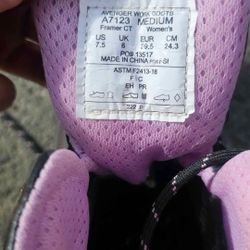 AVENGER WORK BOOTS
A7123 MEDIUM
Framer CT Women's
US UK EUR CM
7.5 6 39.5 24.3
PO# 13517
MADE IN CHINA
ASTM F2413-18
F I C
EH PR